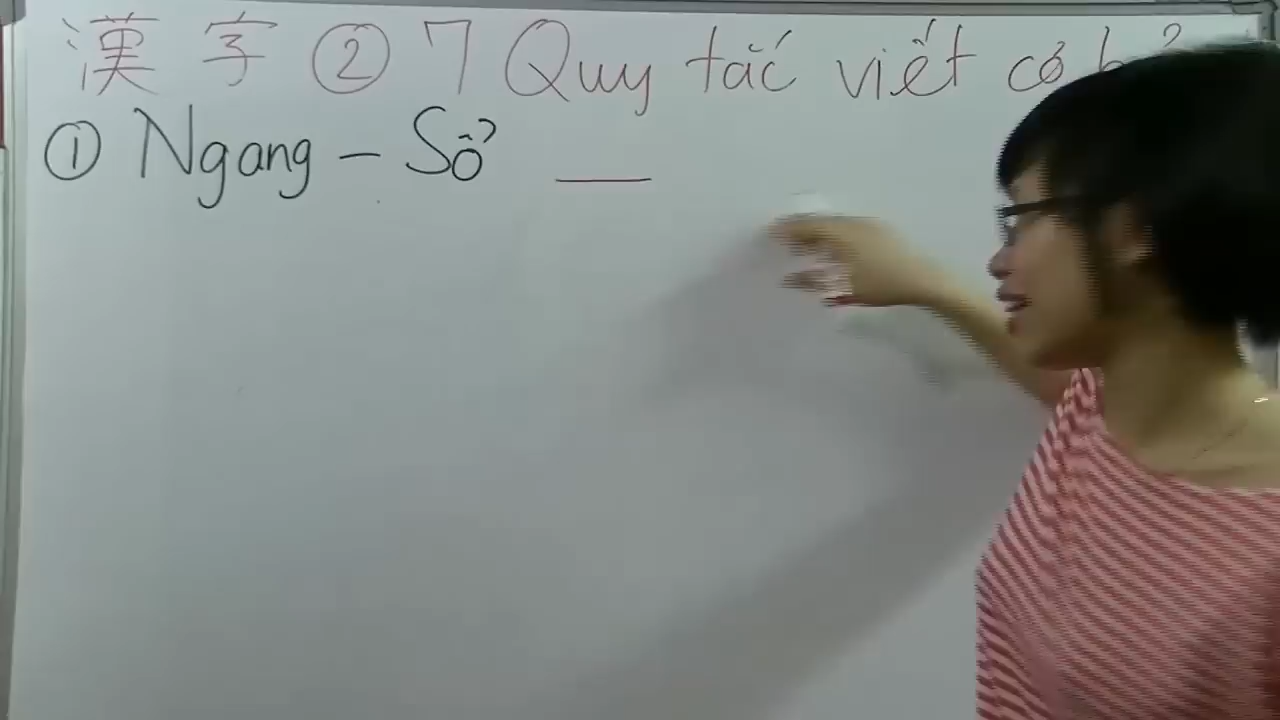 漢字 ② 7 Quy tắc viết cơ
① Ngang - Sổ